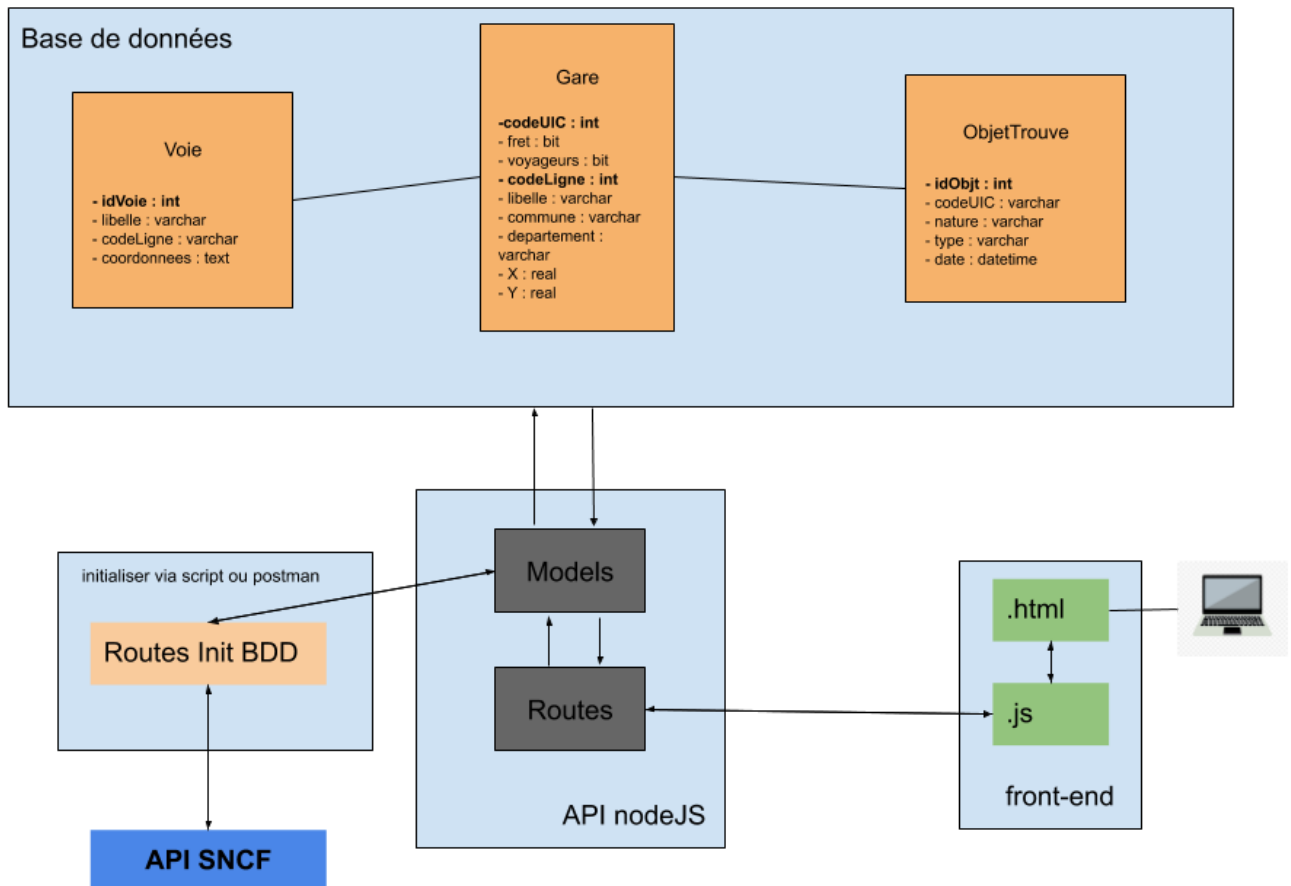 Base de données
Voie
- idVoie : int
- libelle : varchar
- codeLigne : varchar
- coordonnees : text
Gare
-codeUIC : int
- fret : bit
- voyageurs : bit
- codeLigne : int
- libelle : varchar
- commune : varchar
- departement :
varchar
- X : real
- Y : real
ObjetTrouve
- idObjt : int
- codeUIC : varchar
- nature : varchar
- type : varchar
- date : datetime
initialiser via script ou postman
Routes Init BDD
API SNCF
Models
Routes
API nodeJS
.html
.js
front-end